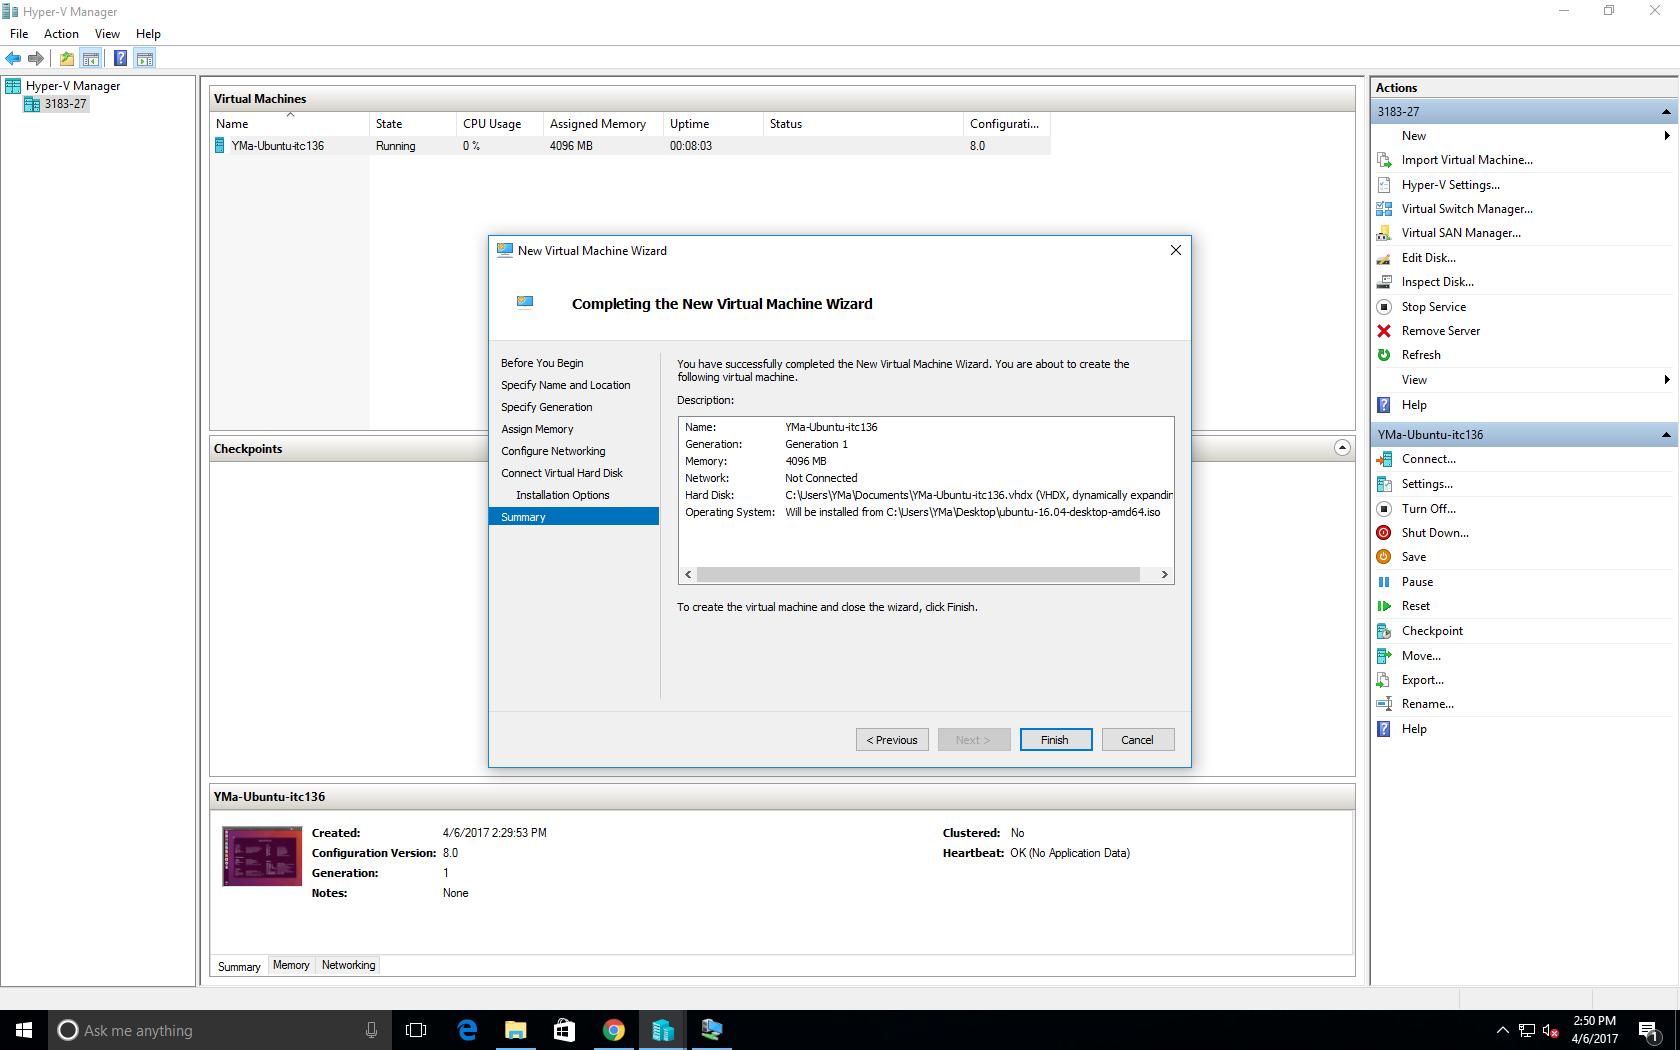 Hyper-V Manager
File Action View Help
Hyper-V Manager
3183-27
Virtual Machines
Name State CPU Usage Assigned Memory Uptime Status Configurati...
YMa-Ubuntu-itc136 Running 0 % 4096 MB 00:08:03 8.0
Checkpoints
New Virtual Machine Wizard
Completing the New Virtual Machine Wizard
Before You Begin
Specify Name and Location
Specify Generation
Assign Memory
Configure Networking
Connect Virtual Hard Disk
Installation Options
Summary
You have successfully completed the New Virtual Machine Wizard. You are about to create the
following virtual machine.
Description:
Name: YMa-Ubuntu-itc136
Generation: Generation 1
Memory: 4096 MB
Network: Not Connected
Hard Disk: C:\Users\YMa\Documents\YMa-Ubuntu-itc136.vhdx (VHDX, dynamically expandin
Operating System: Will be installed from C:\Users\YMa\Desktop\ubuntu-16.04-desktop-amd64.iso
To create the virtual machine and close the wizard, click Finish.
< Previous Next > Finish Cancel
YMa-Ubuntu-itc136
Created: 4/6/2017 2:29:53 PM
Configuration Version: 8.0
Generation: 1
Notes: None
Clustered: No
Heartbeat: OK (No Application Data)
Summary Memory Networking
Actions
3183-27
New
Import Virtual Machine...
Hyper-V Settings...
Virtual Switch Manager...
Virtual SAN Manager...
Edit Disk...
Inspect Disk...
Stop Service
Remove Server
Refresh
View
Help
YMa-Ubuntu-itc136
Connect...
Settings...
Turn Off...
Shut Down...
Save
Pause
Reset
Checkpoint
Move...
Export...
Rename...
Help
Ask me anything
2:50 PM
4/6/2017
1